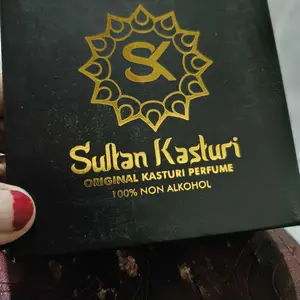 SK
Sultan Kasturi
ORIGINAL KASTURI PERFUME
100% NON ALKOHOL